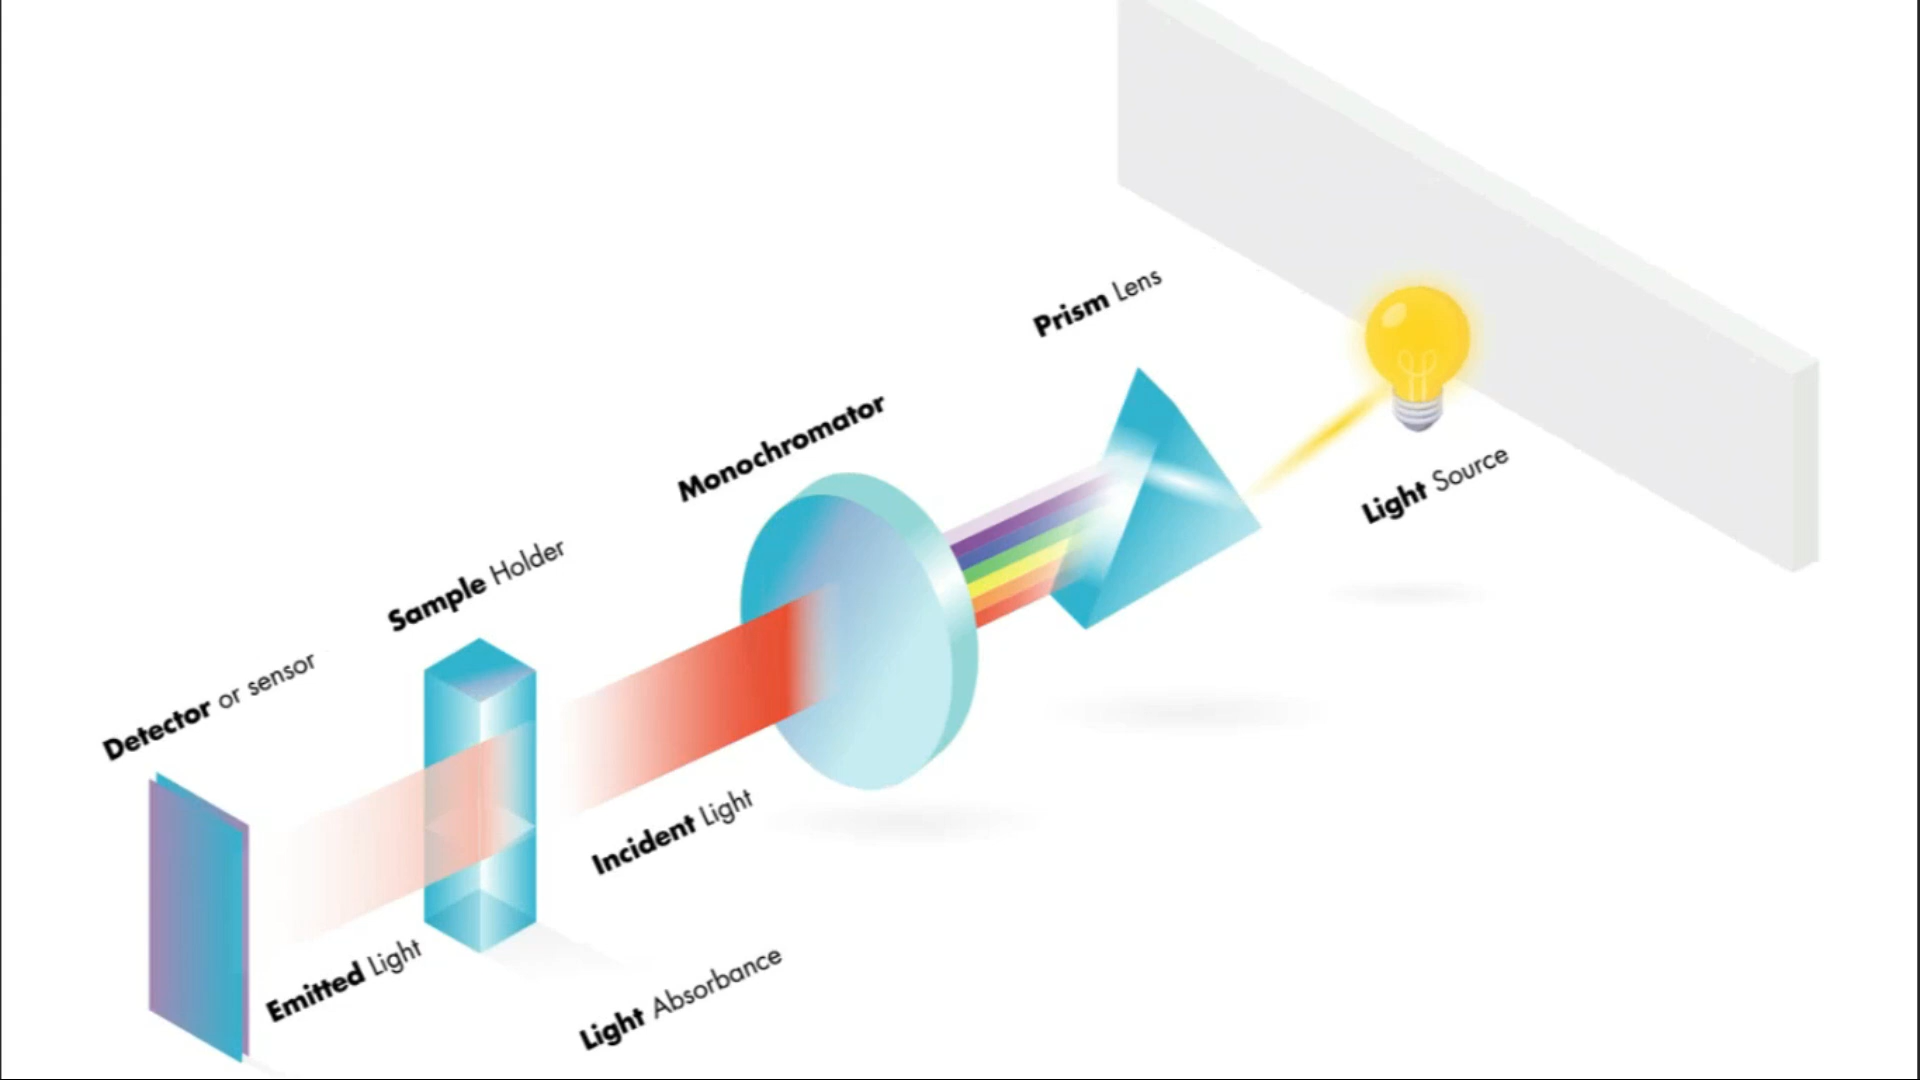 Prism Lens
Light Source
Monochromator
Sample Holder
Detector or sensor
Incident Light
Emitted Light
Light Absorbance